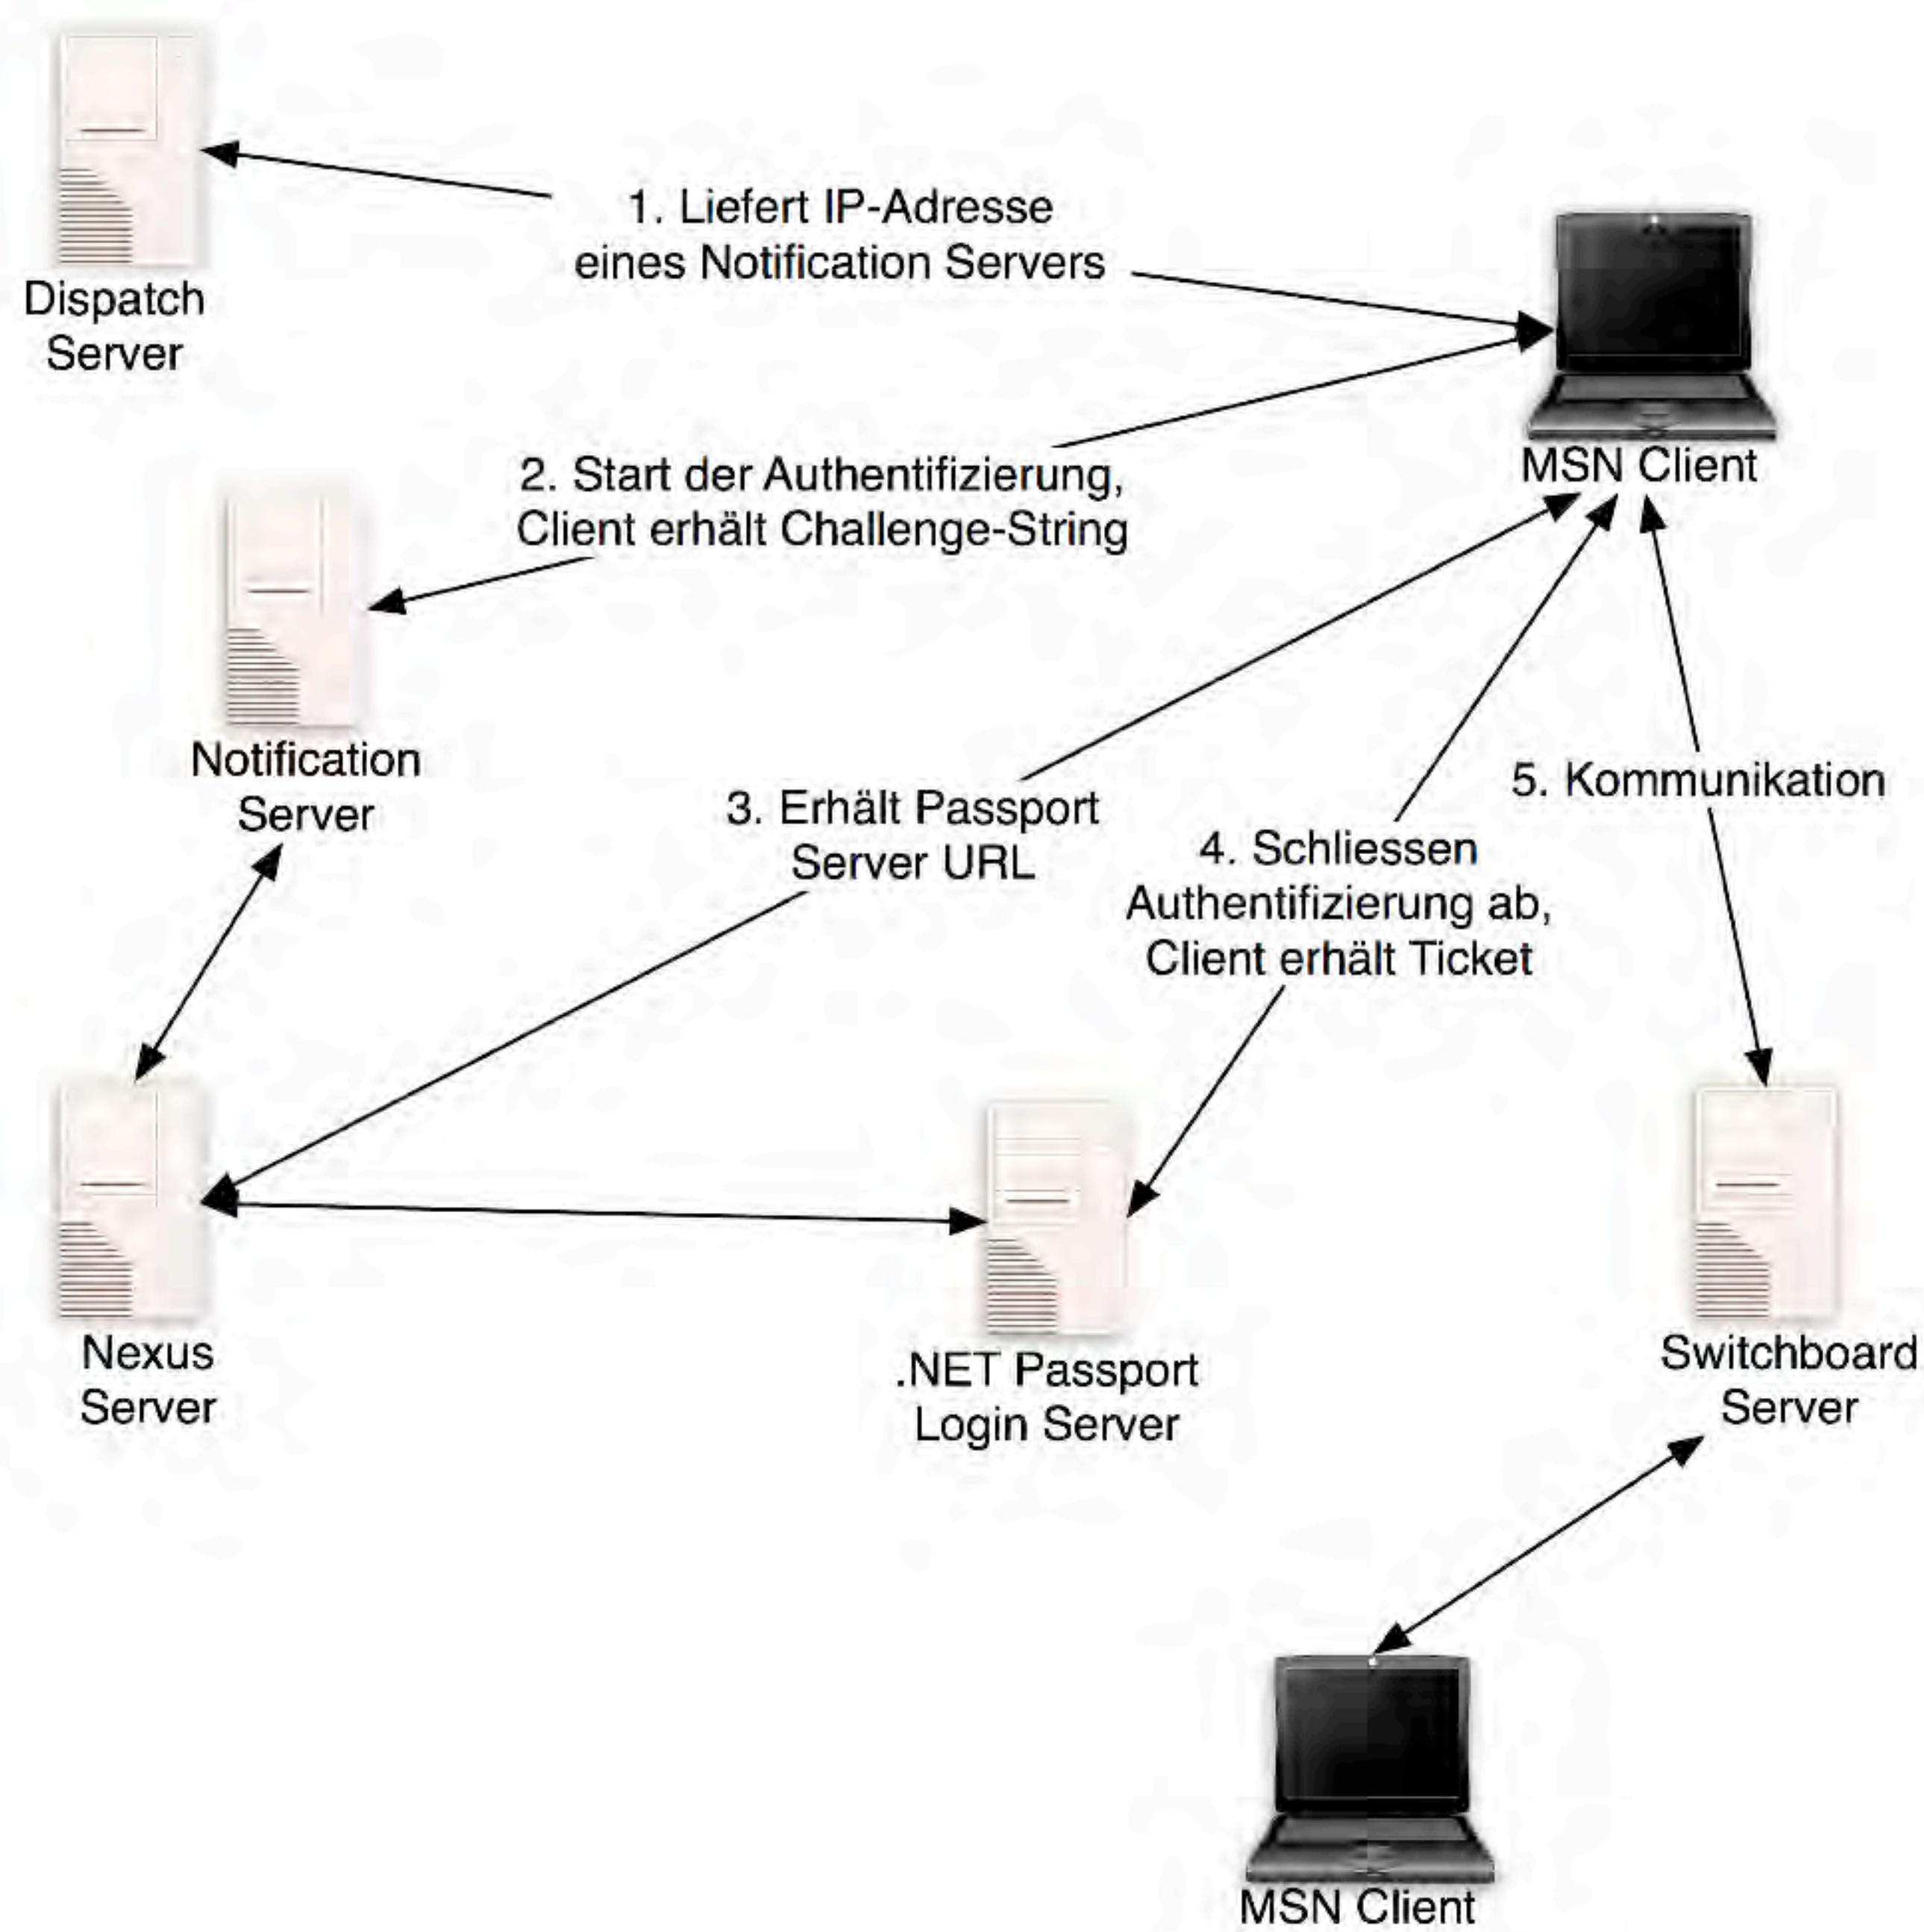 1. Liefert IP-Adresse
eines Notification Servers
Dispatch
Server
MSN Client
2. Start der Authentifizierung,
Client erhält Challenge-String
Notification
Server
3. Erhält Passport
Server URL
4. Schliessen
Authentifizierung ab,
Client erhält Ticket
5. Kommunikation
Nexus
Server
.NET Passport
Login Server
Switchboard
Server
MSN Client